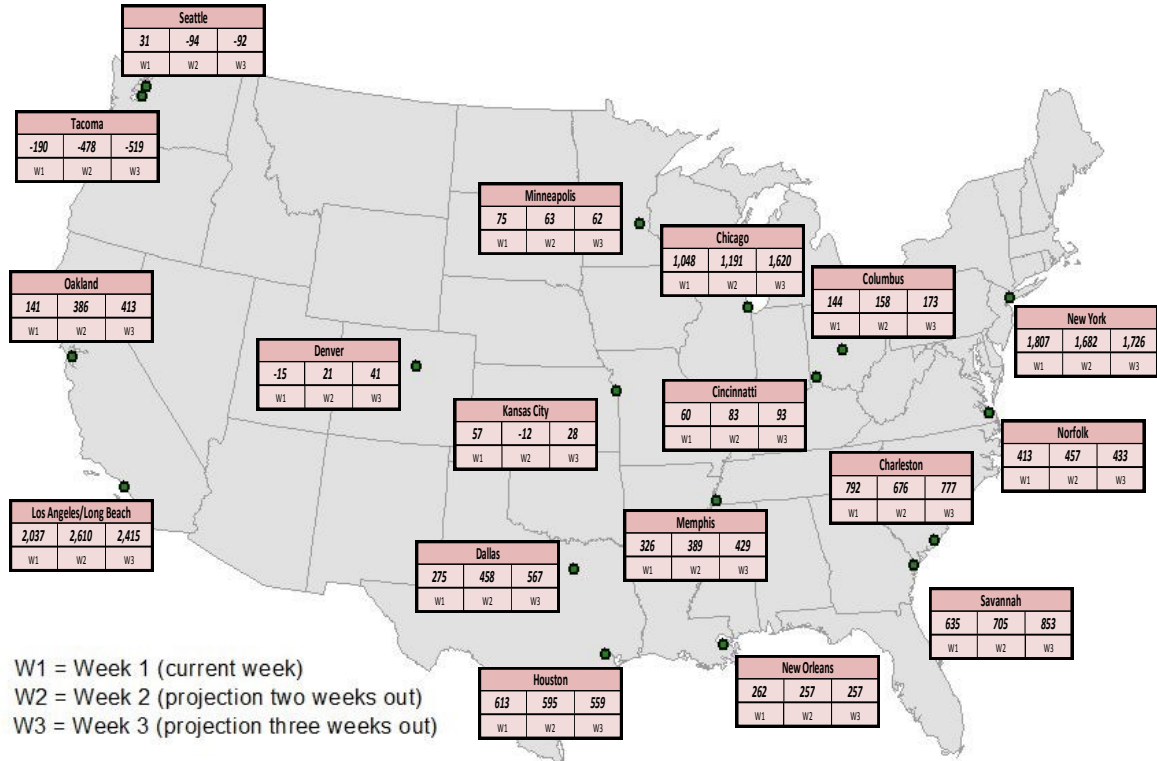 Seattle
31 -94 -92
W1 W2 W3
Tacoma
-190 -478 -519
W1 W2 W3
Minneapolis
75 63 62
W1 W2 W3
Chicago
1,048 1,191 1,620
W1 W2 W3
Columbus
144 158 173
W1 W2 W3
Oakland
141 386 413
W1 W2 W3
New York
1,807 1,682 1,726
W1 W2 W3
Denver
-15 21 41
W1 W2 W3
Cincinnatti
60 83 93
W1 W2 W3
Kansas City
57 -12 28
W1 W2 W3
Norfolk
413 457 433
W1 W2 W3
Charleston
792 676 777
W1 W2 W3
Los Angeles/Long Beach
2,037 2,610 2,415
W1 W2 W3
Memphis
326 389 429
W1 W2 W3
Dallas
275 458 567
W1 W2 W3
Savannah
635 705 853
W1 W2 W3
New Orleans
262 257 257
W1 W2 W3
Houston
613 595 559
W1 W2 W3
W1 = Week 1 (current week)
W2 = Week 2 (projection two weeks out)
W3 = Week 3 (projection three weeks out)